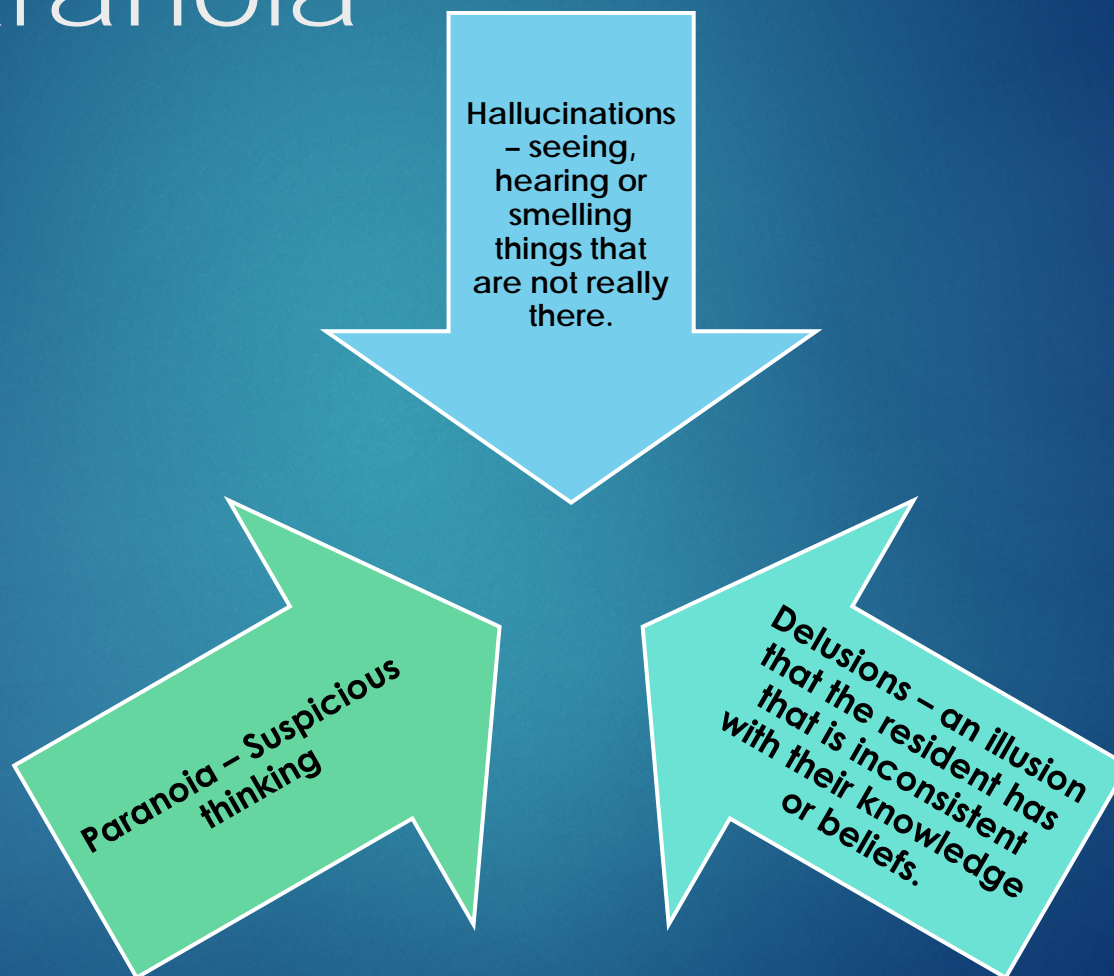 Hallucinations
– seeing,
hearing or
smelling
things that
are not really
there.
Paranoia – Suspicious
thinking
Delusions – an illusion
that the resident has
that is inconsistent
with their knowledge
or beliefs.